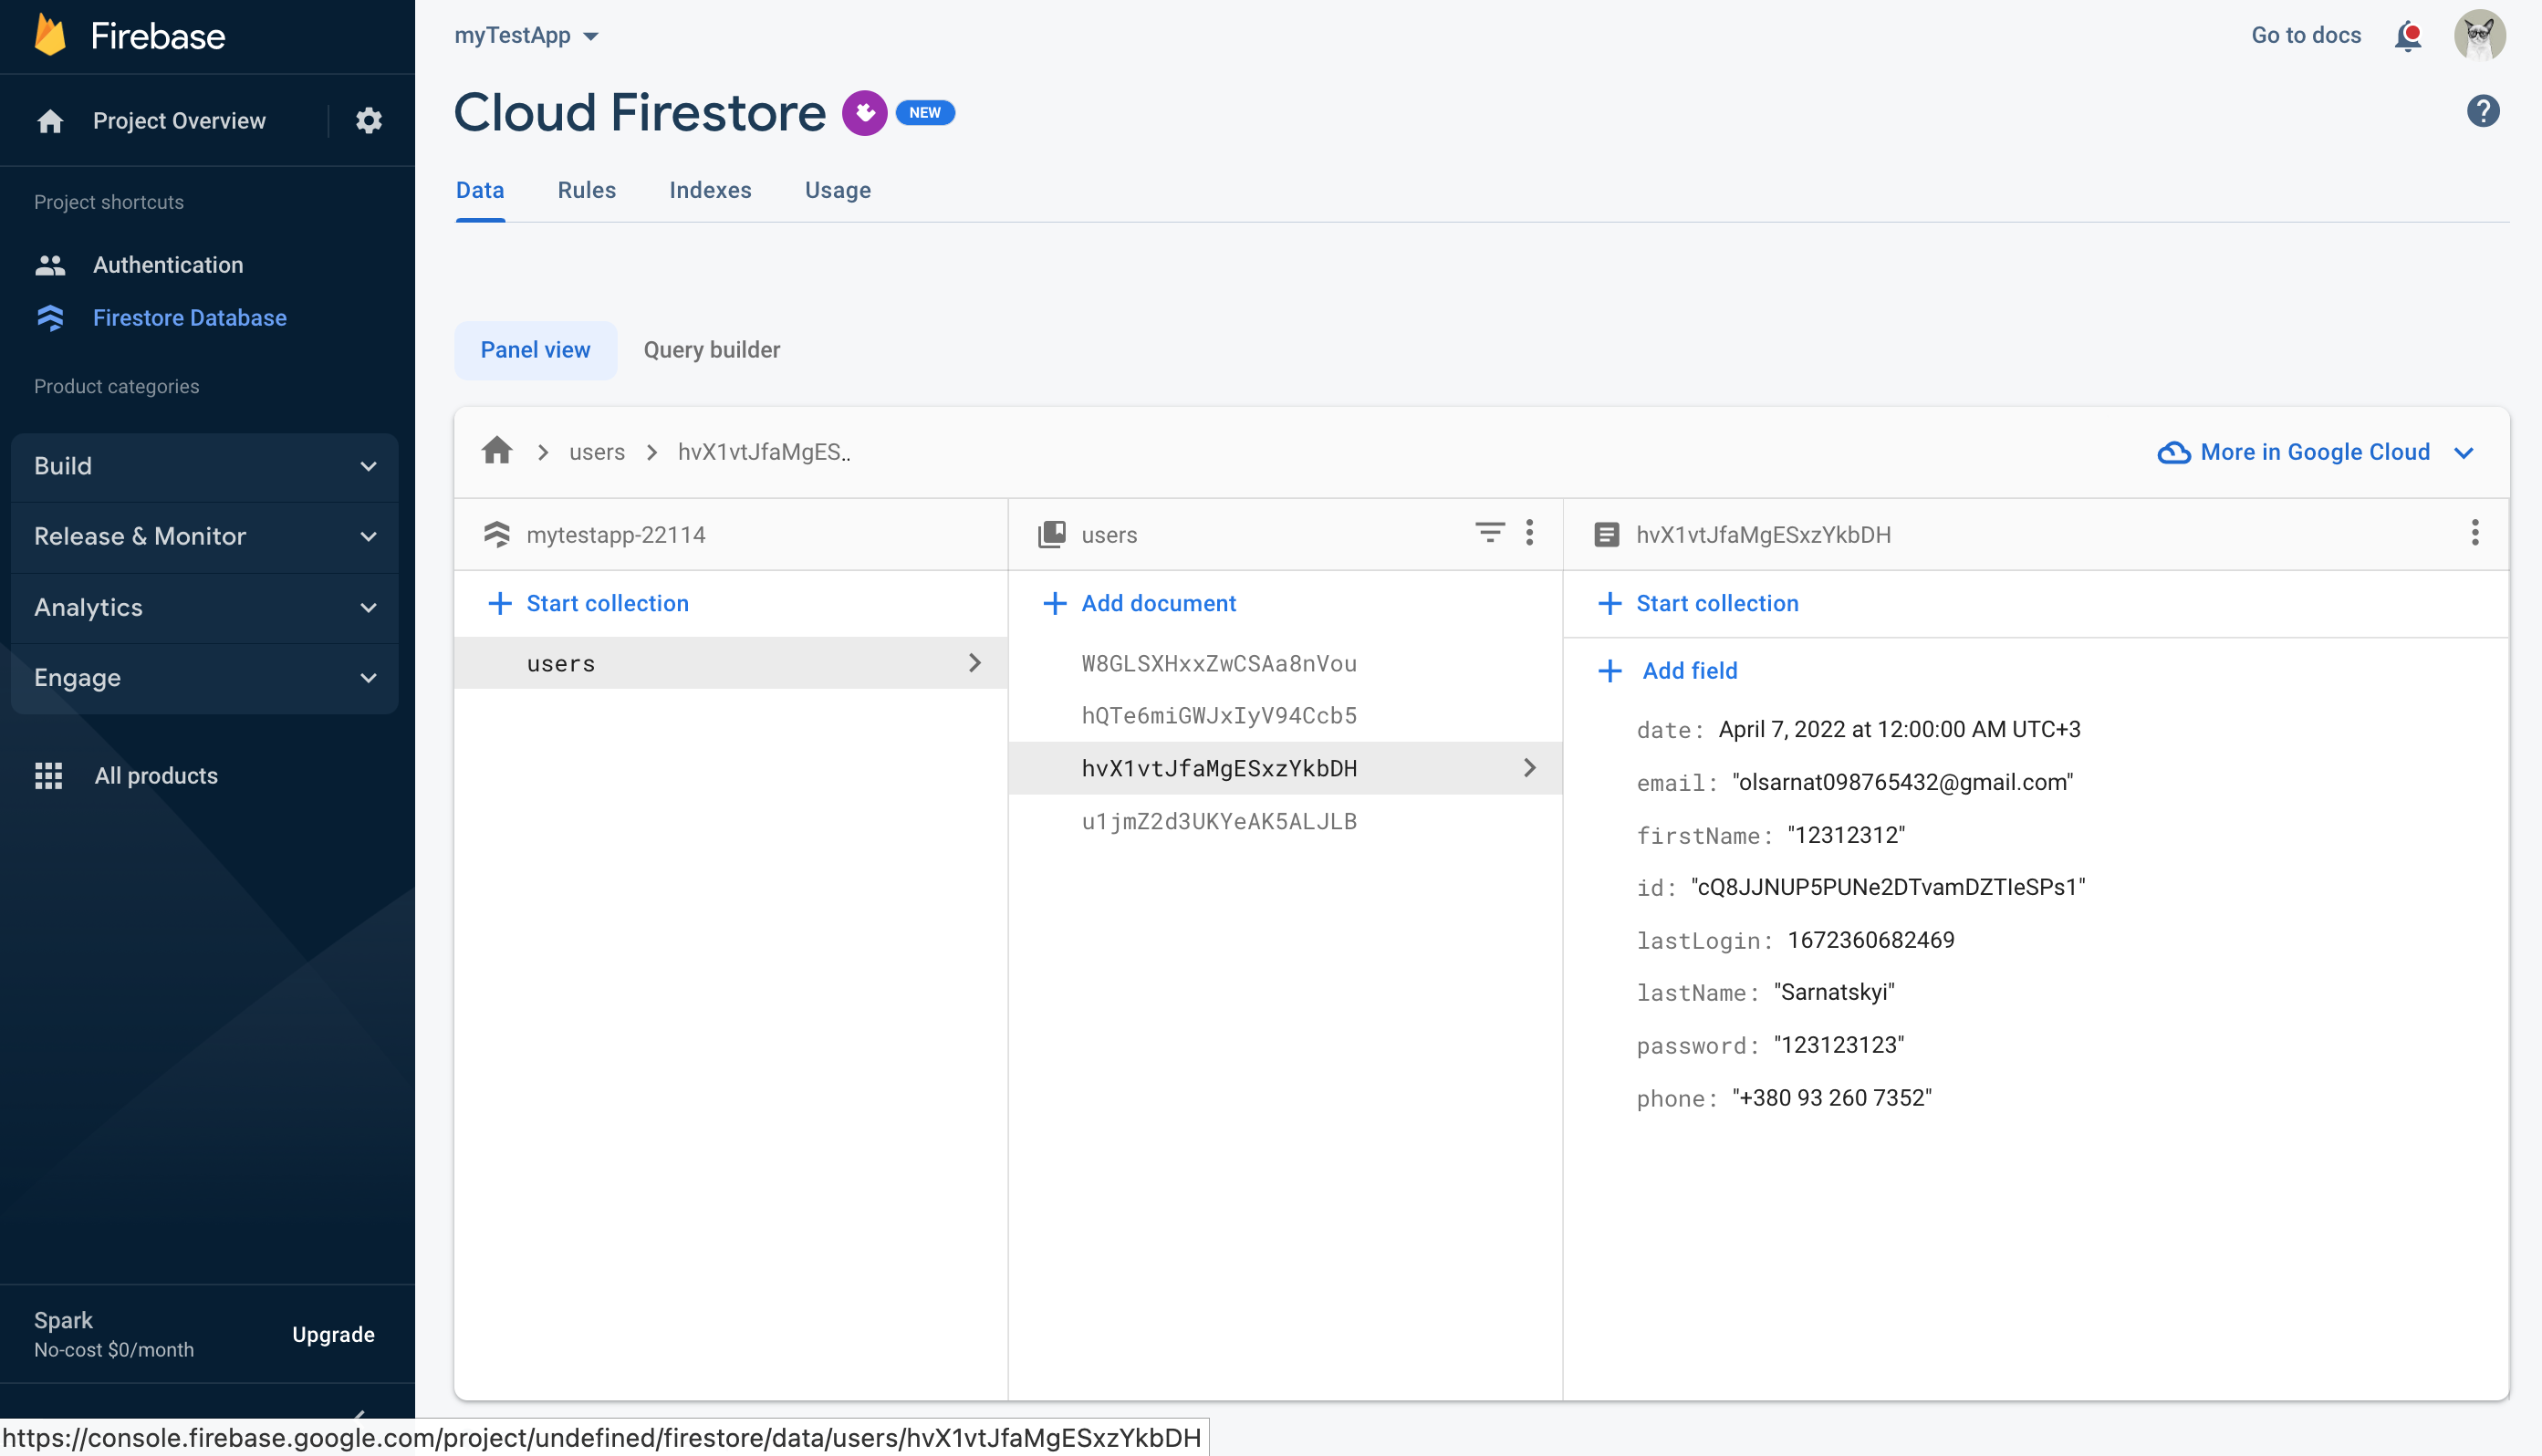 Firebase
Project Overview
Project shortcuts
Authentication
Firestore Database
Product categories
Build
Release & Monitor
Analytics
Engage
All products
Spark
No-cost $0/month
Upgrade
myTestApp
Go to docs
Cloud Firestore NEW
Data Rules Indexes Usage
Panel view Query builder
users hvX1vtJfaMgES..
More in Google Cloud
mytestapp-22114
Start collection
users
users
Add document
W8GLSXHxxZwCSAa8nVou
hQTe6miGWJxIyV94Ccb5
hvX1vtJfaMgESxzYkbDH
u1jmZ2d3UKYeAK5ALJLB
hvX1vtJfaMgESxzYkbDH
Start collection
Add field
date: April 7, 2022 at 12:00:00 AM UTC+3
email: "olsarnat098765432@gmail.com"
firstName: "12312312"
id: "cQ8JJNUP5PUNe2DTvamDZTIeSPs1"
lastLogin: 1672360682469
lastName: "Sarnatskyi"
password: "123123123"
phone: "+380 93 260 7352"
https://console.firebase.google.com/project/undefined/firestore/data/users/hvX1vtJfaMgESxzYkbDH